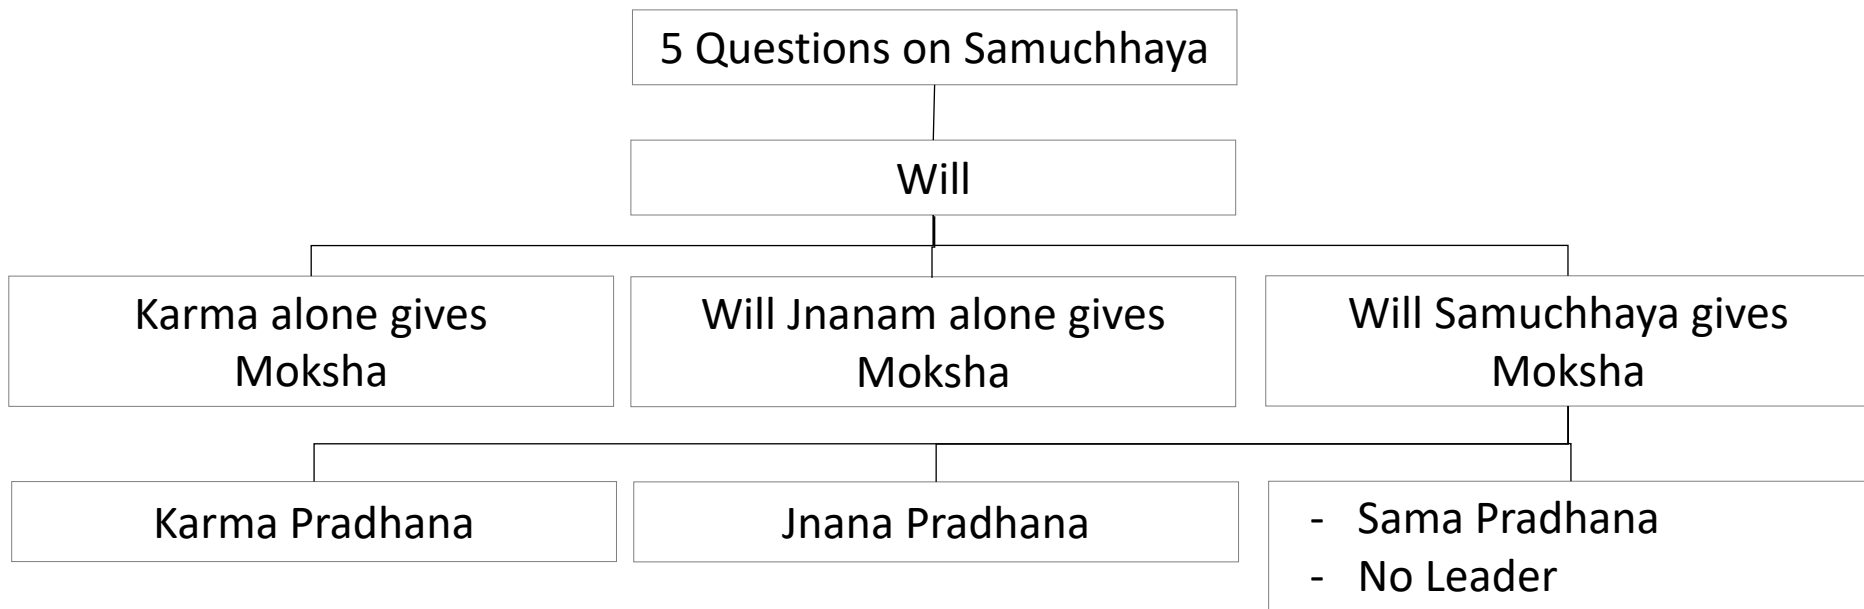 5 Questions on Samuchhaya
Will
Karma alone gives
Moksha
Will Jnanam alone gives
Moksha
Will Samuchhaya gives
Moksha
Karma Pradhana
Jnana Pradhana
- Sama Pradhana
- No Leader